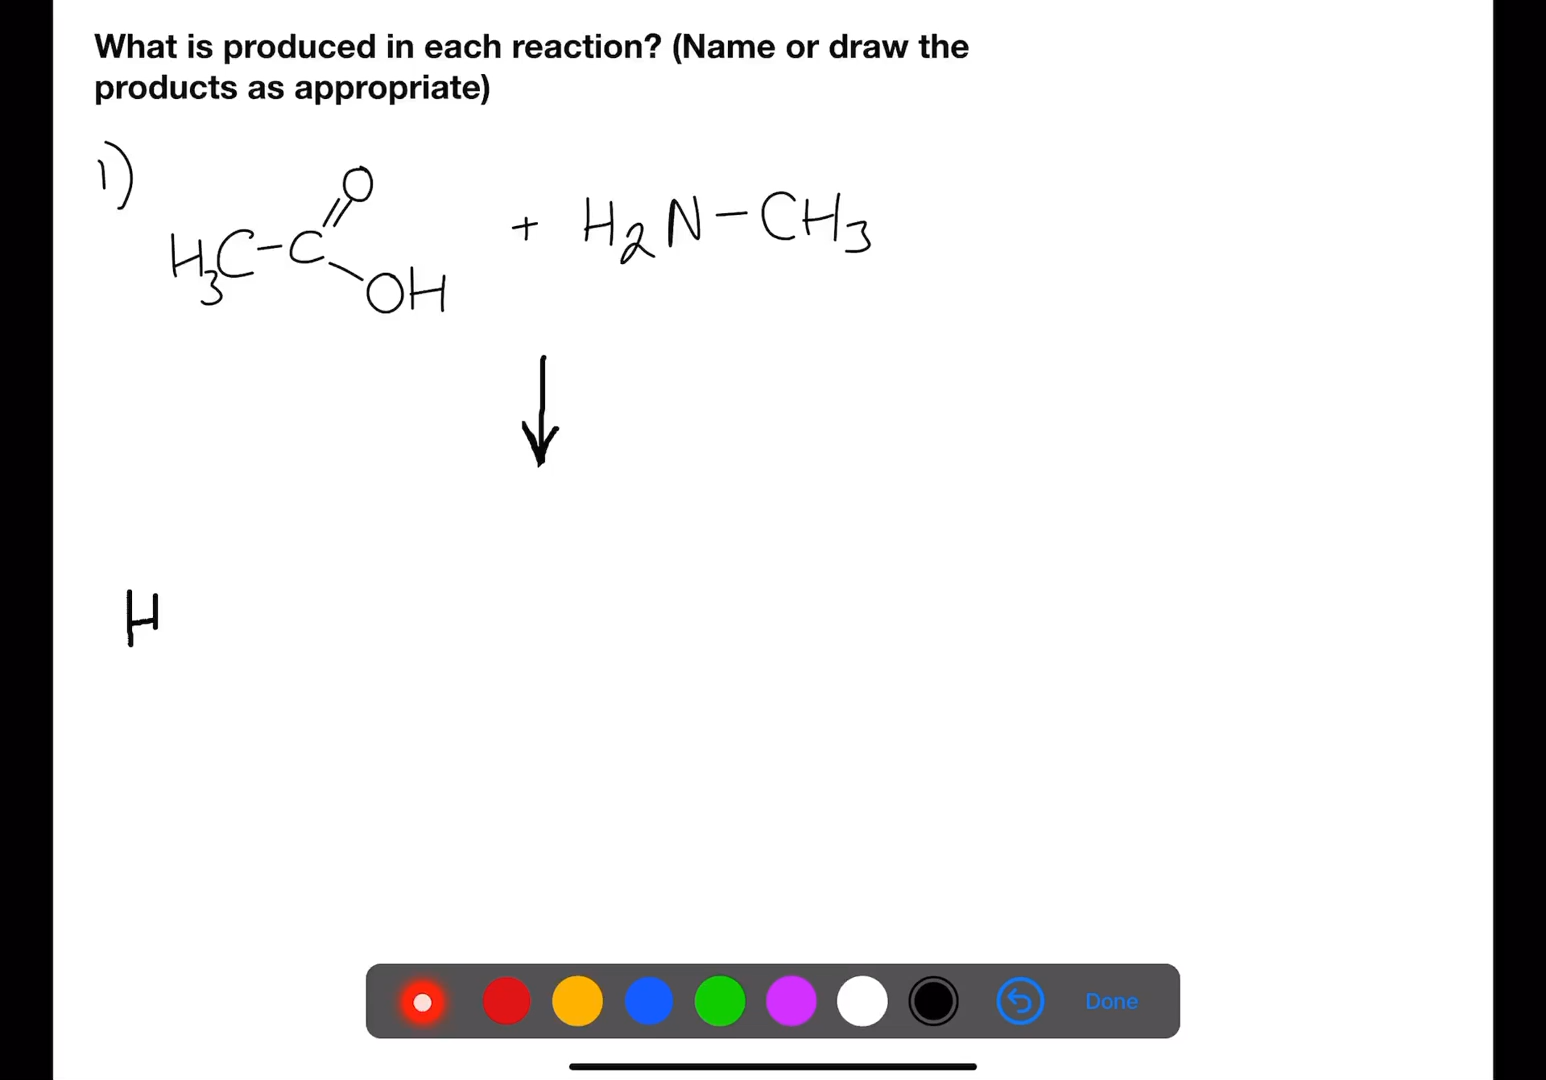 What is produced in each reaction? (Name or draw the
products as appropriate)
1)
O
H₃C-C + H₂N-CH₃
OH
H
Done